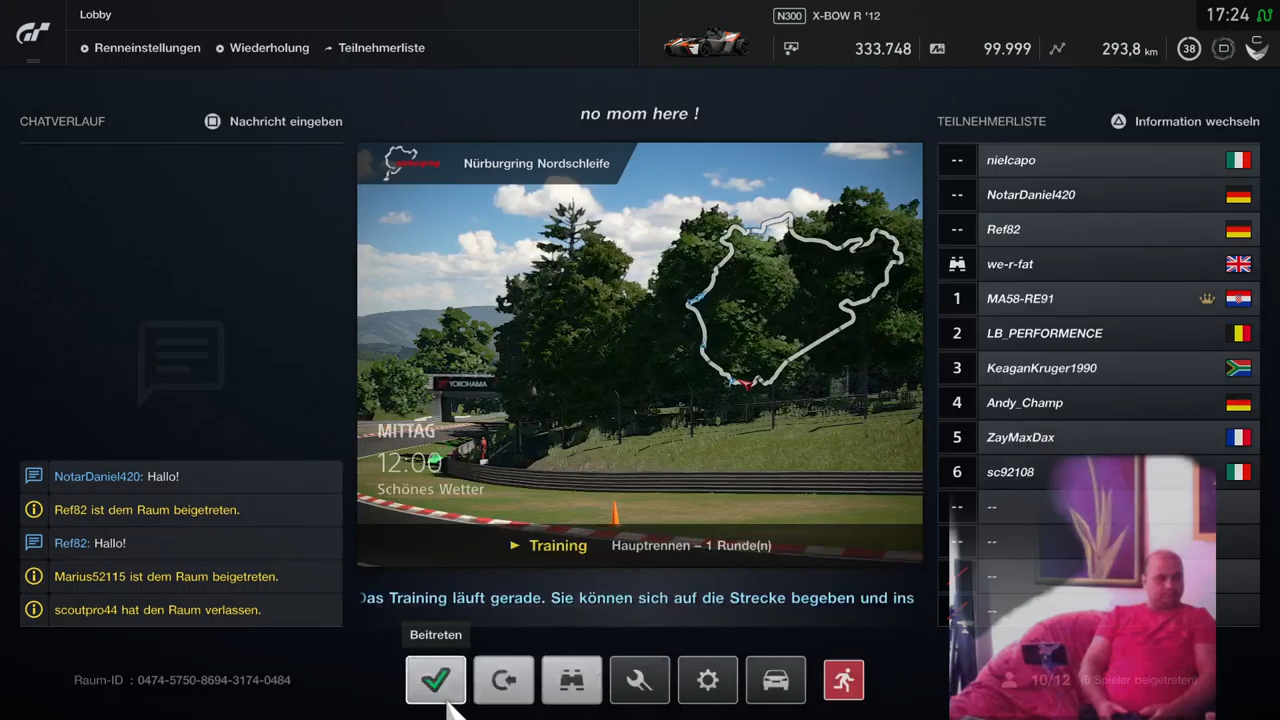 Lobby
Renneinstellungen Wiederholung Teilnehmerliste
N300 X-BOW R '12
333.748 99.999 293,8 km 38 D C
17:24
CHATVERLAUF Nachricht eingeben
no mom here !
TEILNEHMERLISTE Information wechseln
Nürburgring Nordschleife
YOKOHAMA
MITTAG
12:00
Schönes Wetter
Training Hauptrennen – 1 Runde(n)
Das Training läuft gerade. Sie können sich auf die Strecke begeben und ins
-- nielcapo
-- NotarDaniel420
-- Ref82
we-r-fat
1 MA58-RE91
2 LB_PERFORMENCE
3 KeaganKruger1990
4 Andy_Champ
5 ZayMaxDax
6 sc92108
-- --
-- --
--
--
NotarDaniel420: Hallo!
Ref82 ist dem Raum beigetreten.
Ref82: Hallo!
Marius52115 ist dem Raum beigetreten.
scoutpro44 hat den Raum verlassen.
Beitreten
Raum-ID : 0474-5750-8694-3174-0484
10/12 (6 Spieler beigetreten)